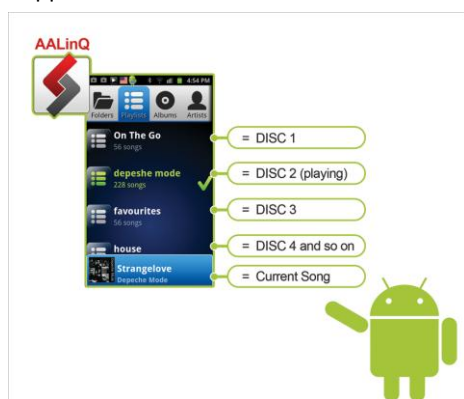 AALinQ
4:54 PM
Folders Playlists Albums Artists
On The Go
56 songs
= DISC 1
depeshe mode
228 songs
= DISC 2 (playing)
favourites
56 songs
= DISC 3
house
= DISC 4 and so on
Strangelove
Depeche Mode
= Current Song